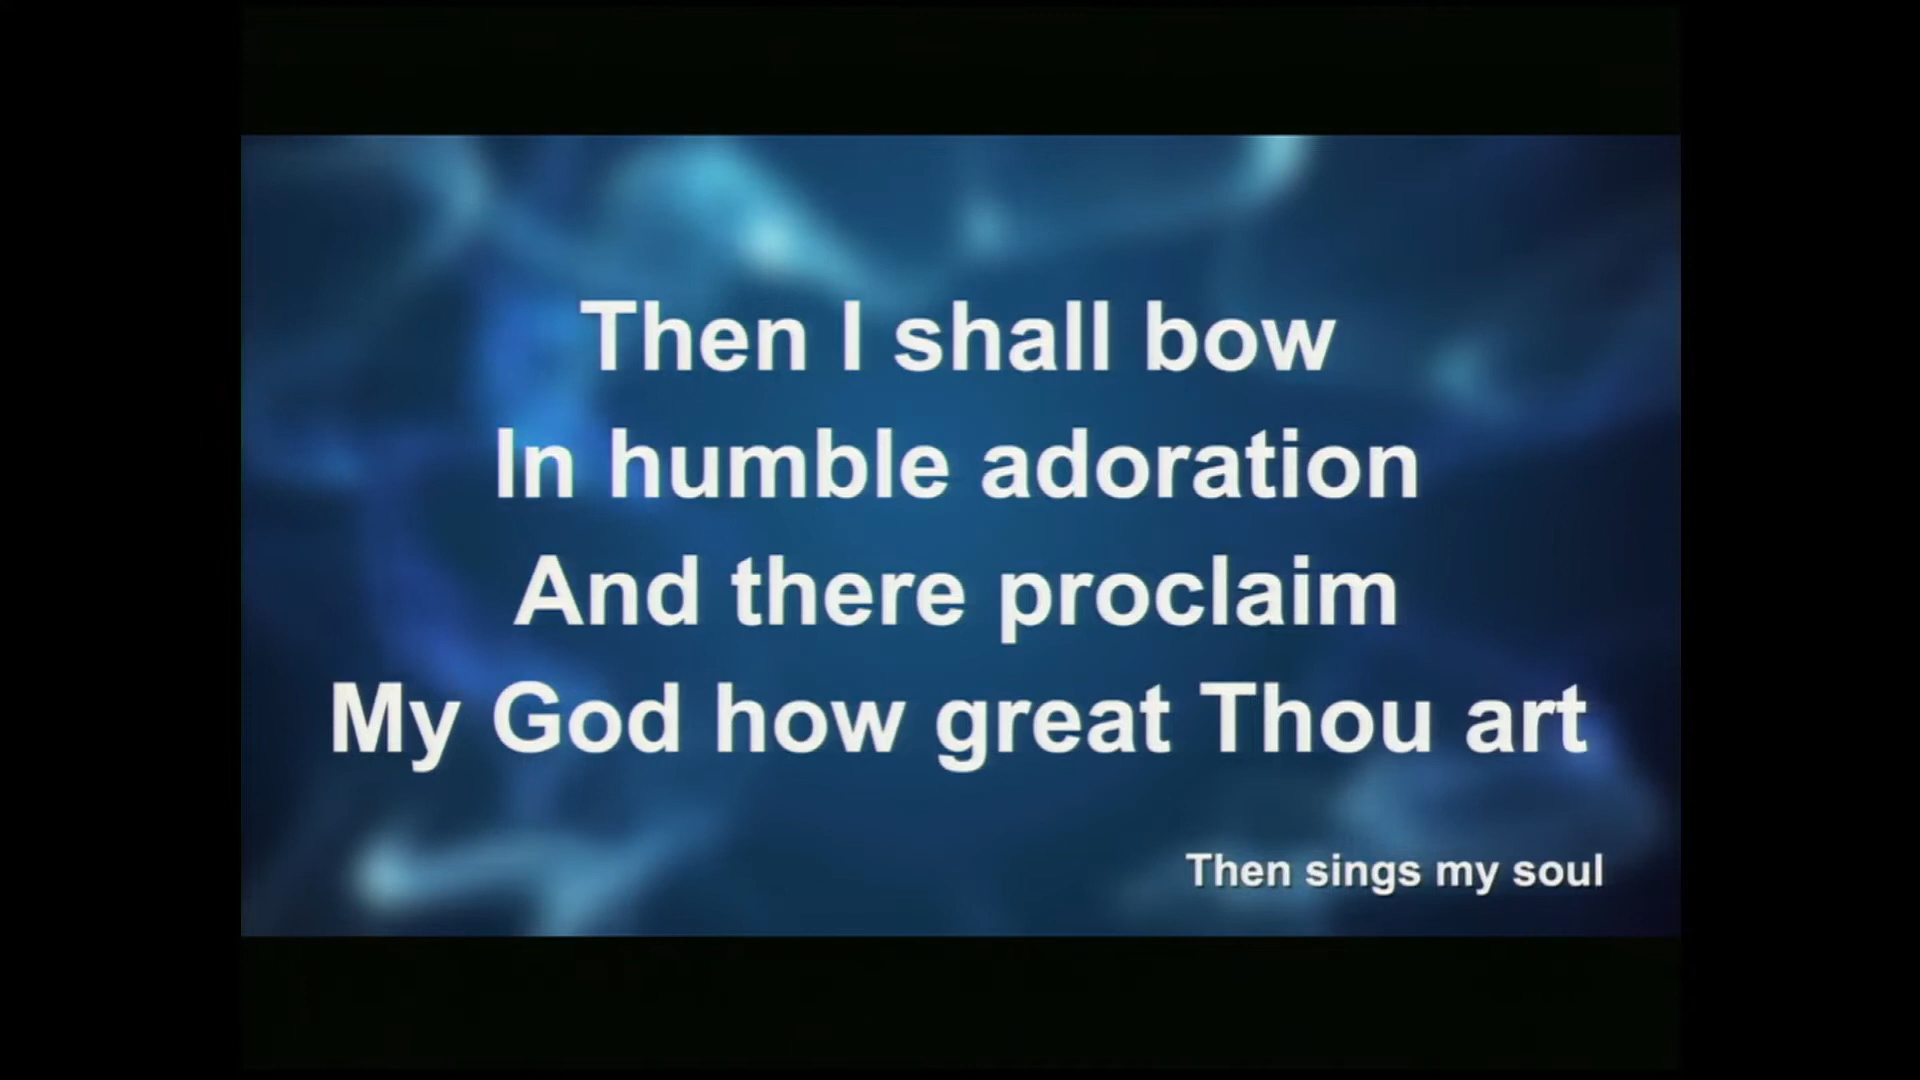 Then I shall bow
In humble adoration
And there proclaim
My God how great Thou art
Then sings my soul